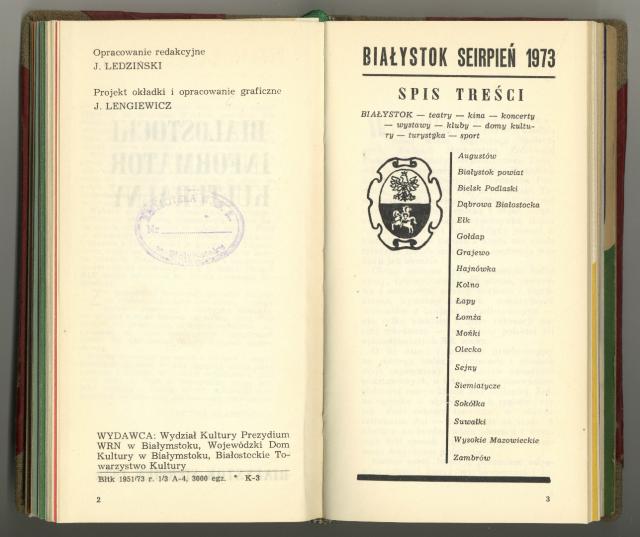 Opracowanie redakcyjne
J. LEDZIŃSKI
Projekt okładki i opracowanie graficzne
J. LENGIEWICZ
Nr
WYDAWCA: Wydział Kultury Prezydium
WRN w Białymstoku, Wojewódzki Dom
Kultury w Białymstoku, Białostockie To-
warzystwo Kultury
Błtk 1951/73 r. 1/3 A-4, 3000 egz. * K-3
2
BIAŁYSTOK SEIRPIEŃ 1973
SPIS TREŚCI
BIAŁYSTOK — teatry — kina — koncerty
— wystawy — kluby — domy kultu-
ry — turystyka — sport
Augustów
Białystok powiat
Bielsk Podlaski
Dąbrowa Białostocka
Ełk
Gołdap
Grajewo
Hajnówka
Kolno
Łapy
Łomża
Mońki
Olecko
Sejny
Siemiatycze
Sokółka
Suwałki
Wysokie Mazowieckie
Zambrów
3